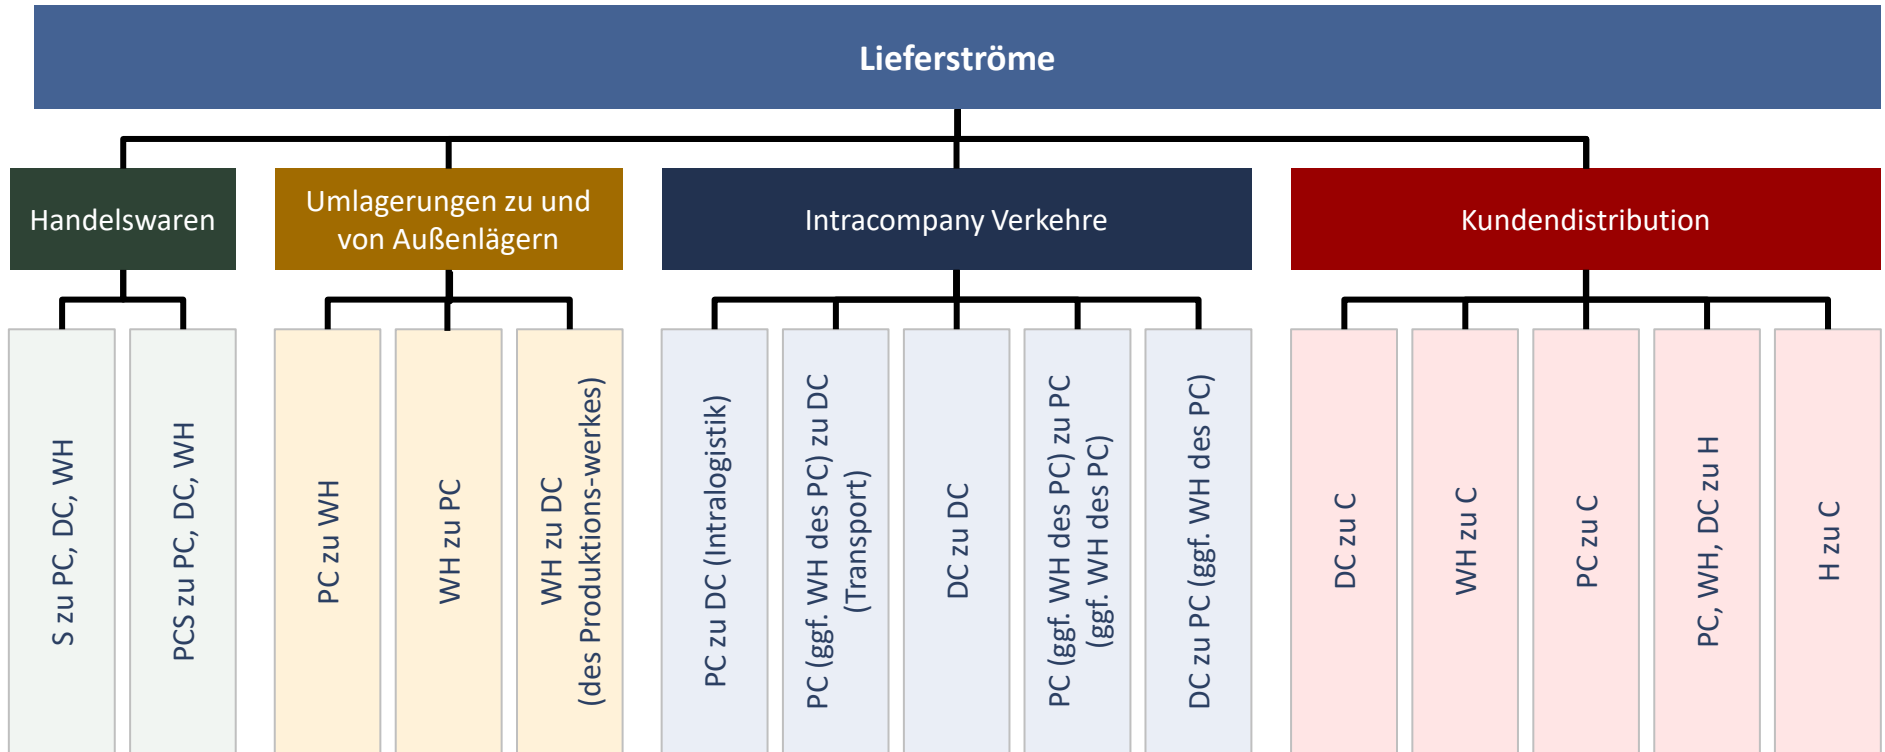 Lieferströme
Handelswaren
Umlagerungen zu und
von Außenlägern
Intracompany Verkehre
Kundendistribution
S zu PC, DC, WH
PCS zu PC, DC, WH
PC zu WH
WH zu PC
WH zu DC
(des Produktions-werkes)
PC zu DC (Intralogistik)
PC (ggf. WH des PC) zu DC
(Transport)
DC zu DC
PC (ggf. WH des PC) zu PC
(ggf. WH des PC)
DC zu PC (ggf. WH des PC)
DC zu C
WH zu C
PC zu C
PC, WH, DC zu H
H zu C